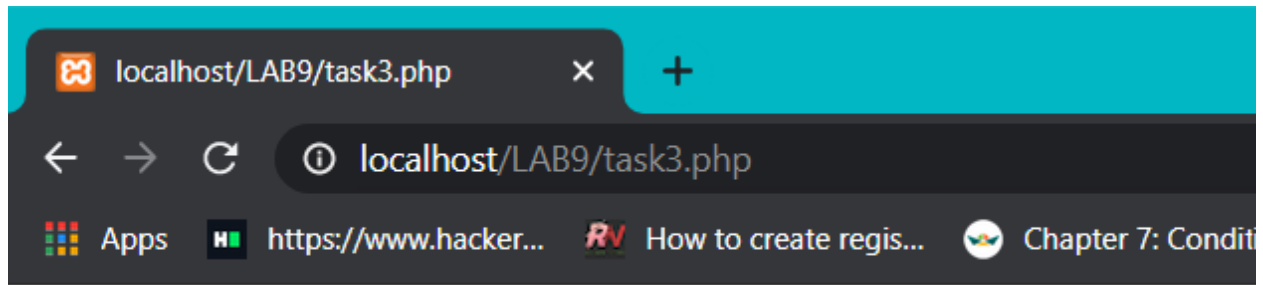 localhost/LAB9/task3.php
localhost/LAB9/task3.php
Apps https://www.hacker... RV How to create regis... Chapter 7: Conditi